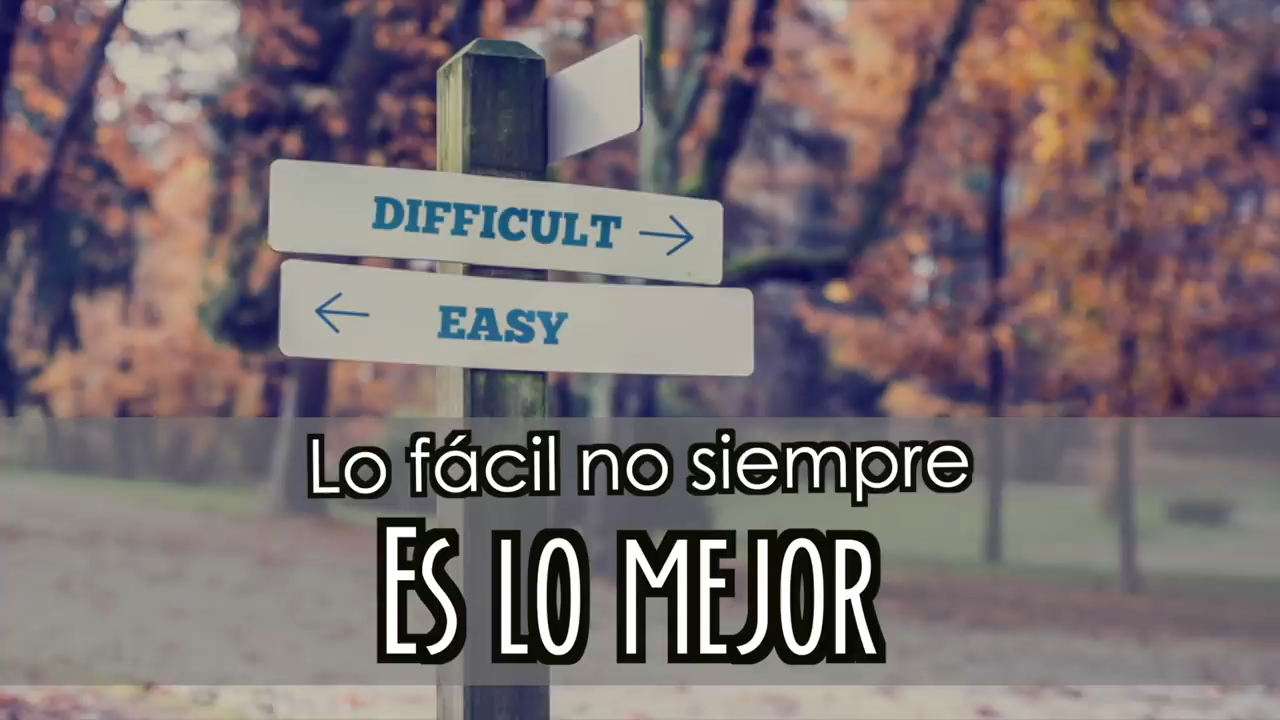 DIFFICULT →
← EASY
Lo fácil no siempre
Es lo mejor